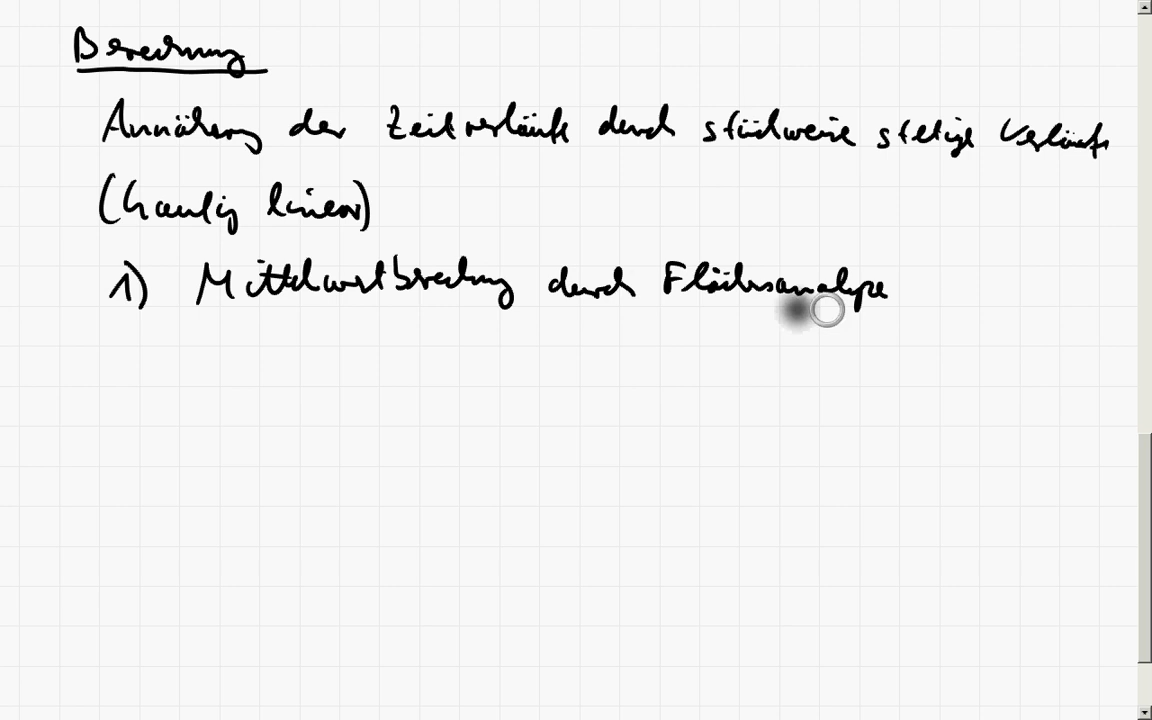 Berechnung
Annäherung der Zeitverläufe durch stückweise stetige Verläufe
(häufig linear)
1) Mittelwertberechnung durch Flächenanalyse